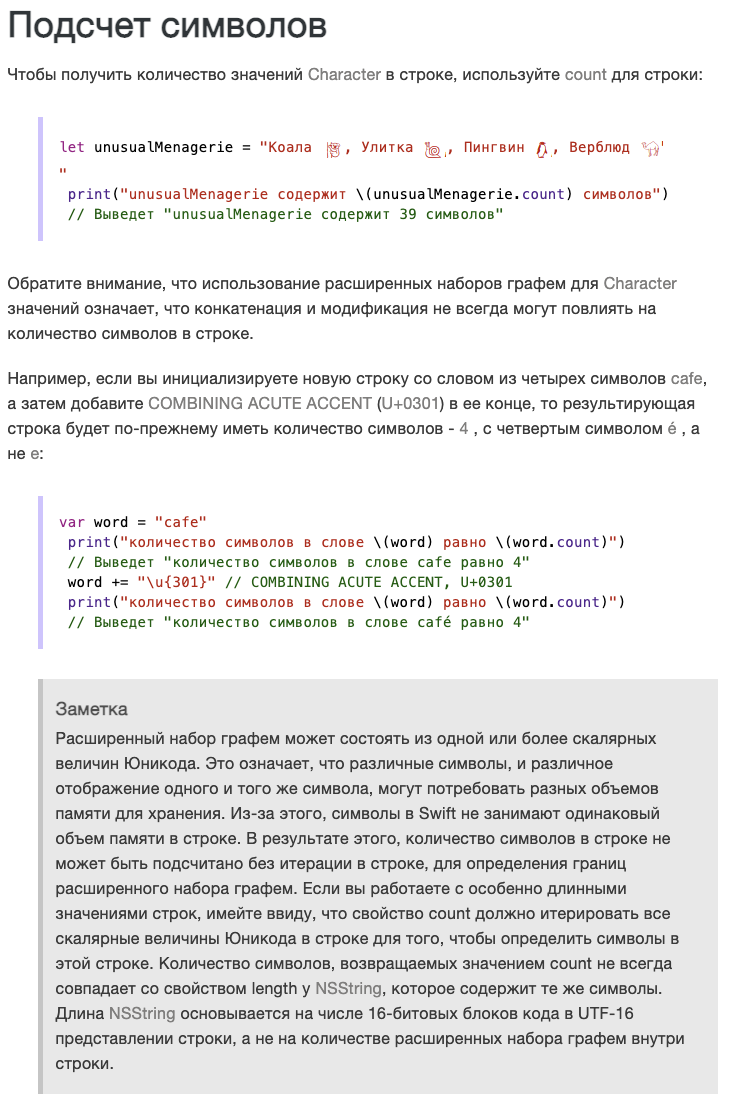 Подсчет символов
Чтобы получить количество значений Character в строке, используйте count для строки:
let unusualMenagerie = "Коала 🐨, Улитка 🐌, Пингвин 🐧, Верблюд 🐪
"
print("unusualMenagerie содержит \(unusualMenagerie.count) символов")
// Выведет "unusualMenagerie содержит 39 символов"
Обратите внимание, что использование расширенных наборов графем для Character
значений означает, что конкатенация и модификация не всегда могут повлиять на
количество символов в строке.
Например, если вы инициализируете новую строку со словом из четырех символов cafe,
а затем добавите COMBINING ACUTE ACCENT (U+0301) в ее конце, то результирующая
строка будет по-прежнему иметь количество символов - 4 , с четвертым символом é , а
не e:
var word = "cafe"
print("количество символов в слове \(word) равно \(word.count)")
// Выведет "количество символов в слове cafe равно 4"
word += "\u{301}" // COMBINING ACUTE ACCENT, U+0301
print("количество символов в слове \(word) равно \(word.count)")
// Выведет "количество символов в слове café равно 4"
Заметка
Расширенный набор графем может состоять из одной или более скалярных
величин Юникода. Это означает, что различные символы, и различное
отображение одного и того же символа, могут потребовать разных объемов
памяти для хранения. Из-за этого, символы в Swift не занимают одинаковый
объем памяти в строке. В результате этого, количество символов в строке не
может быть подсчитано без итерации в строке, для определения границ
расширенного набора графем. Если вы работаете с особенно длинными
значениями строк, имейте ввиду, что свойство count должно итерировать все
скалярные величины Юникода в строке для того, чтобы определить символы в
этой строке. Количество символов, возвращаемых значением count не всегда
совпадает со свойством length у NSString, которое содержит те же символы.
Длина NSString основывается на числе 16-битовых блоков кода в UTF-16
представлении строки, а не на количестве расширенных набора графем внутри
строки.